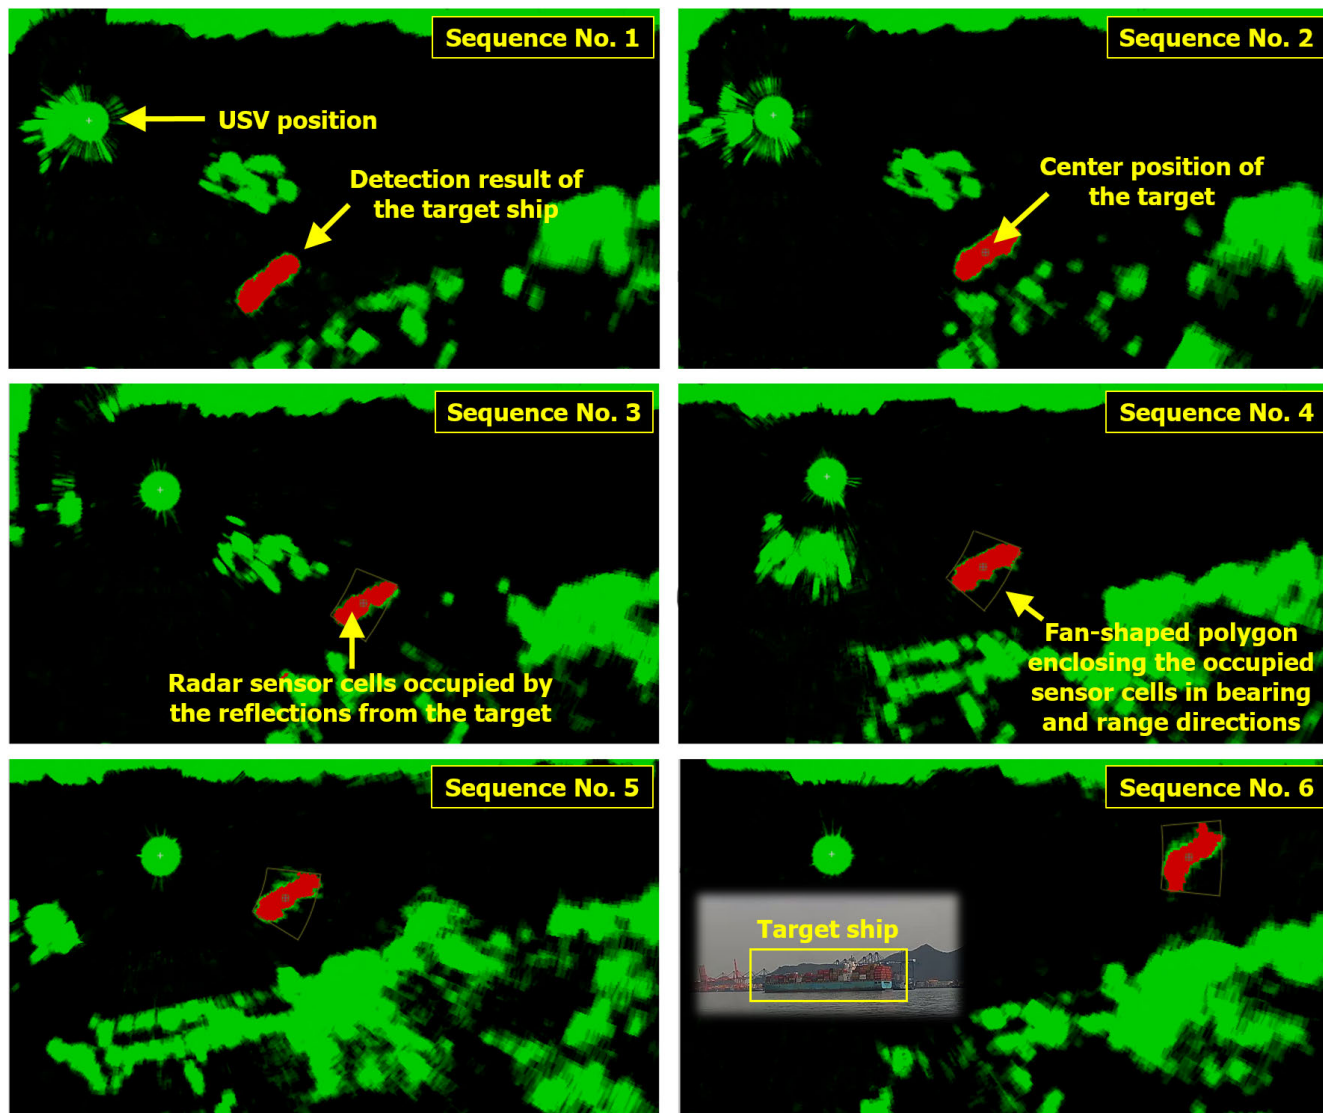 Sequence No. 1
USV position
Detection result of
the target ship
Sequence No. 2
Center position of
the target
Sequence No. 3
Radar sensor cells occupied by
the reflections from the target
Sequence No. 4
Fan-shaped polygon
enclosing the occupied
sensor cells in bearing
and range directions
Sequence No. 5
Sequence No. 6
Target ship